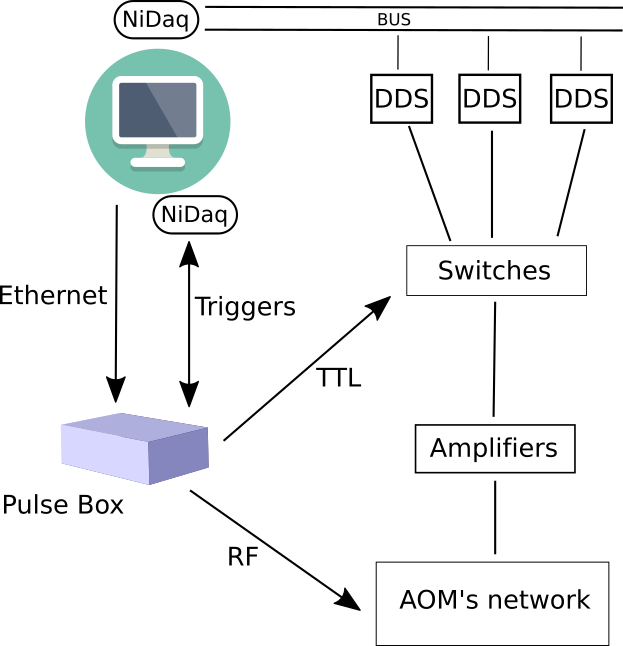 NiDaq
BUS
DDS
DDS
DDS
NiDaq
Switches
Ethernet
Triggers
TTL
Amplifiers
Pulse Box
RF
AOM's network